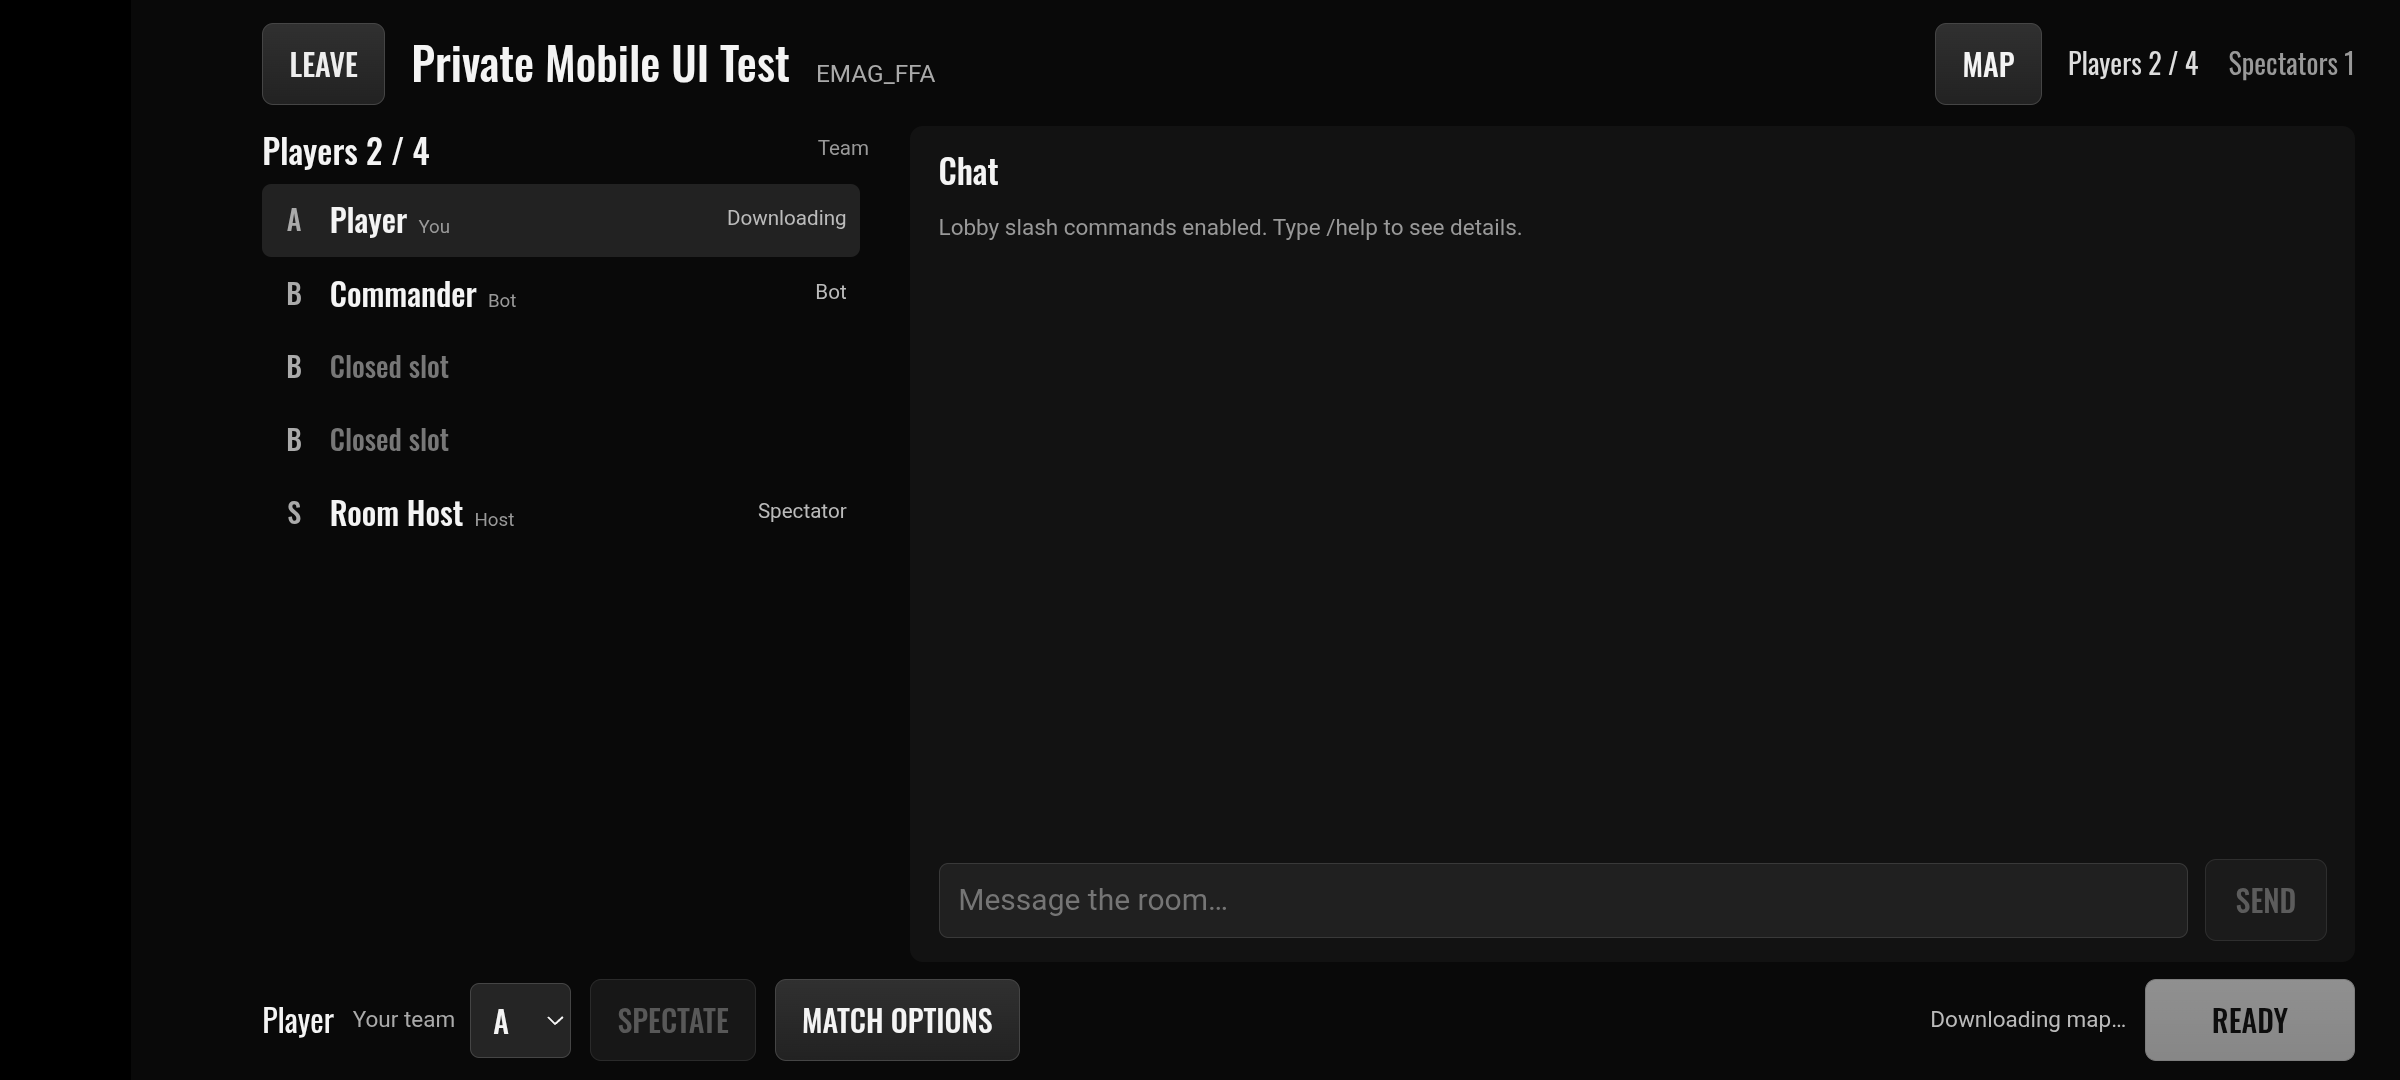 LEAVE Private Mobile UI Test EMAG_FFA MAP Players 2 / 4 Spectators 1
Players 2 / 4 Team
A Player You Downloading
B Commander Bot Bot
B Closed slot
B Closed slot
S Room Host Host Spectator
Chat
Lobby slash commands enabled. Type /help to see details.
Message the room... SEND
Player Your team A SPECTATE MATCH OPTIONS Downloading map... READY